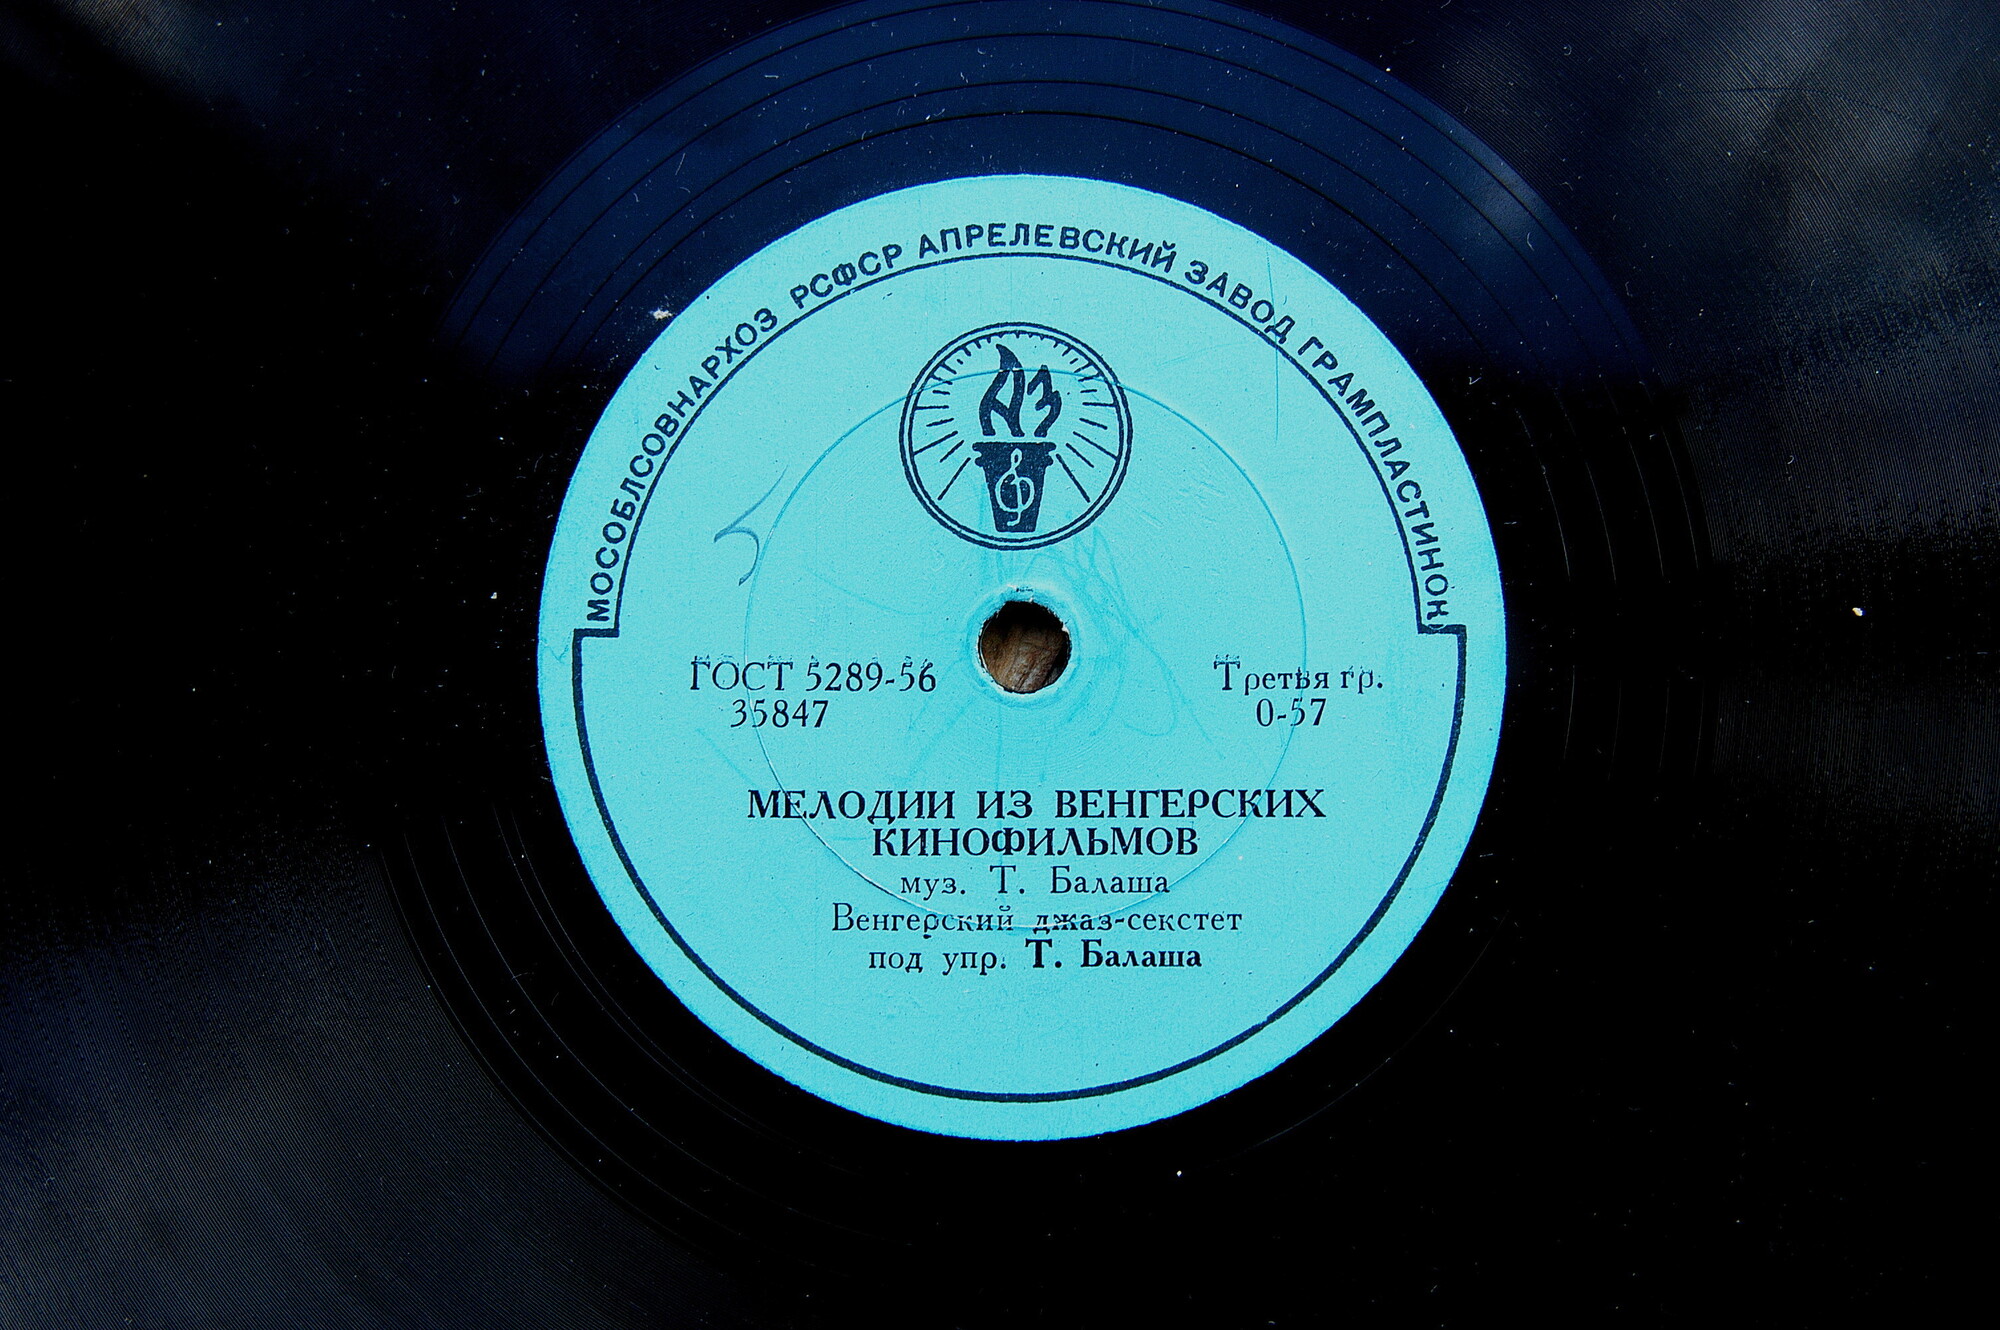 МОСОБЛСОВНАРХОЗ РСФСР АПРЕЛЕВСКИЙ ЗАВОД ГРАМПЛАСТИНОК
АЗ
ГОСТ 5289-56
35847
Третья гр.
0-57
МЕЛОДИИ ИЗ ВЕНГЕРСКИХ
КИНОФИЛЬМОВ
муз. Т. Балаша
Венгерский джаз-секстет
под упр. Т. Балаша